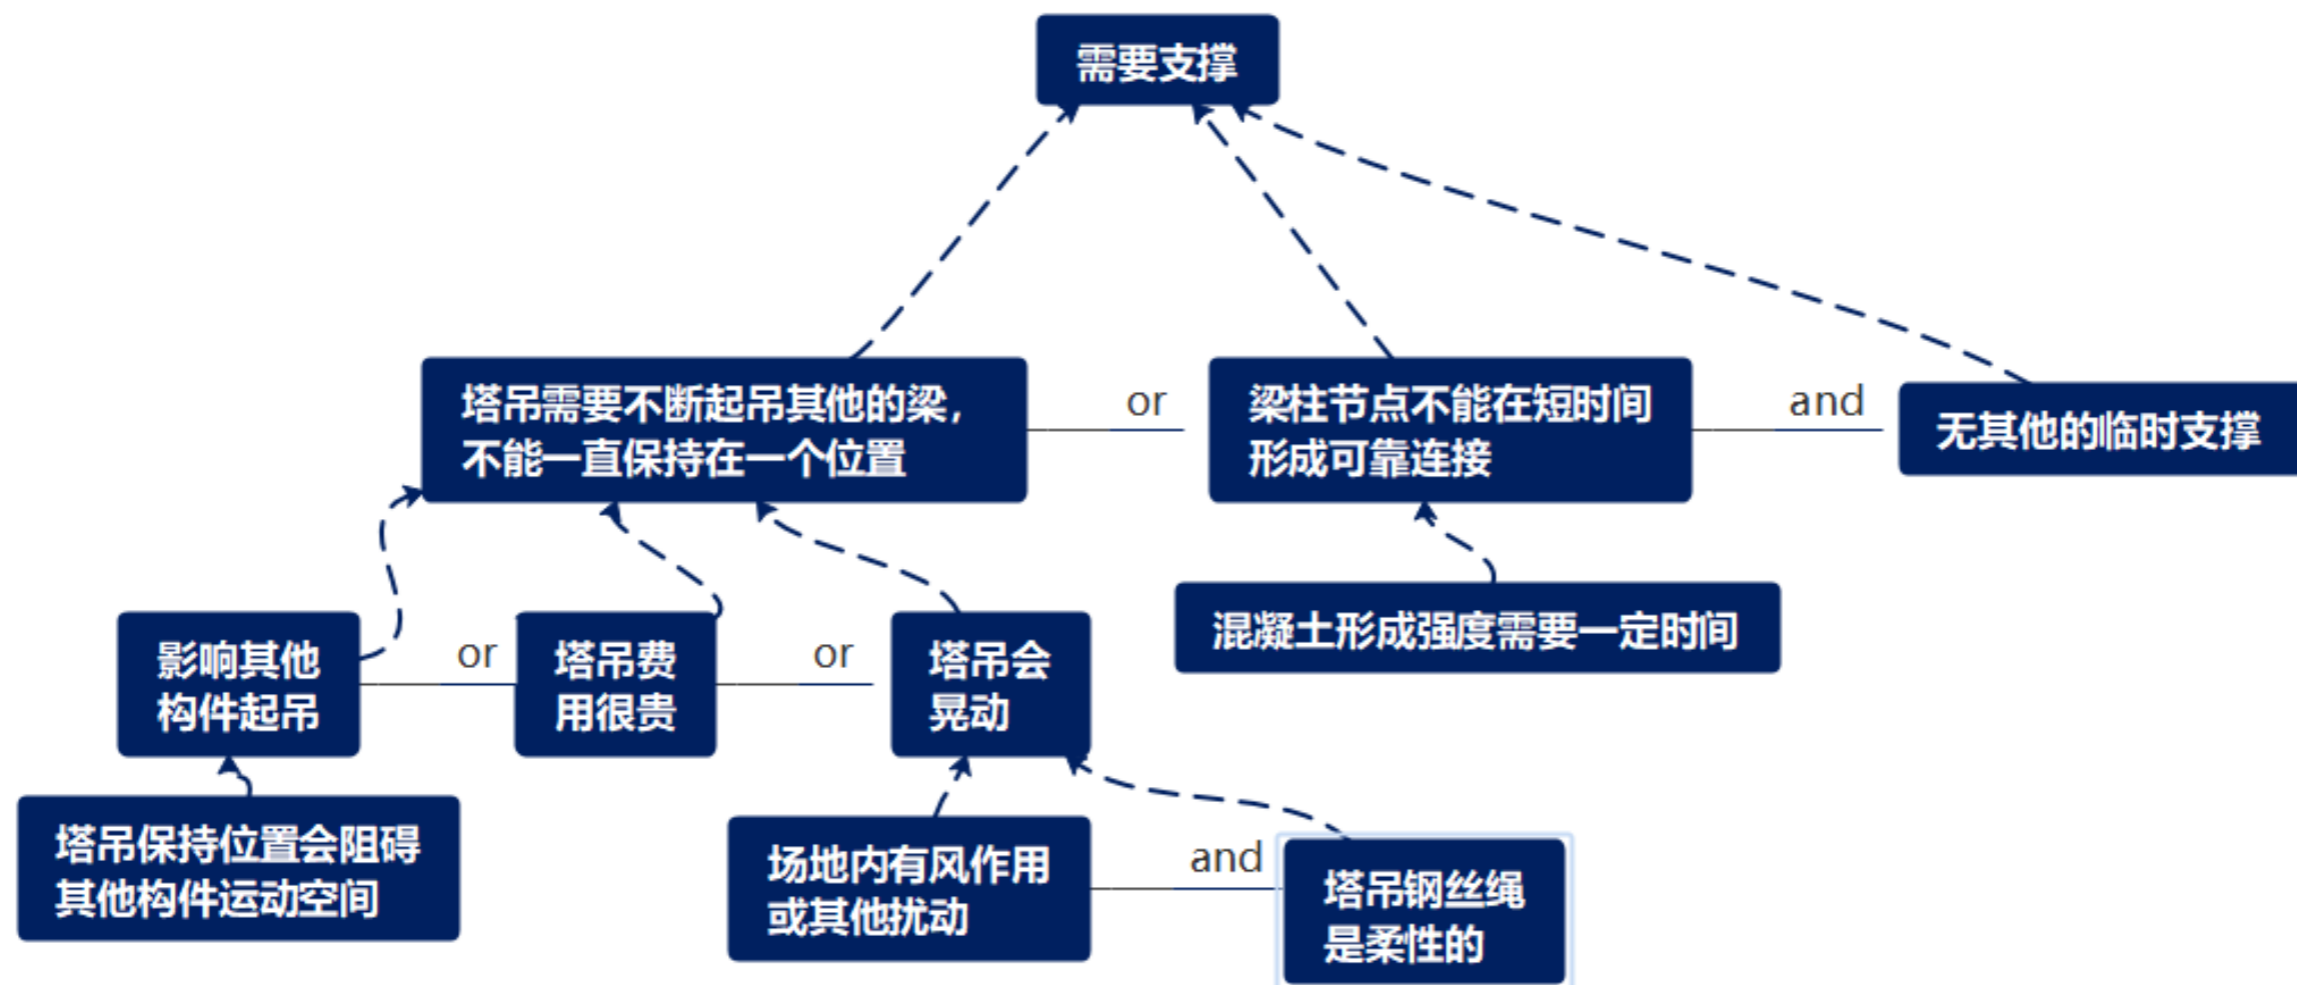 需要支撑
塔吊需要不断起吊其他的梁，
不能一直保持在一个位置
or
梁柱节点不能在短时间
形成可靠连接
and
无其他的临时支撑
影响其他
构件起吊
or
塔吊费
用很贵
or
塔吊会
晃动
混凝土形成强度需要一定时间
塔吊保持位置会阻碍
其他构件运动空间
场地内有风作用
或其他扰动
and
塔吊钢丝绳
是柔性的